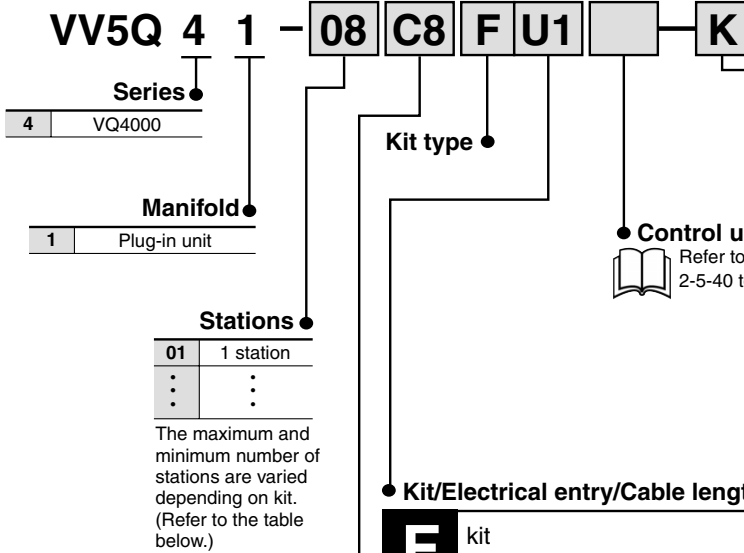 VV5Q 4 1 – 08 C8 F U1 – K
Series
4 VQ4000
Kit type
Manifold
1 Plug-in unit
Control u
Refer to
2-5-40 t
Stations
01 1 station
The maximum and
minimum number of
stations are varied
depending on kit.
(Refer to the table
below.)
Kit/Electrical entry/Cable lengt
kit